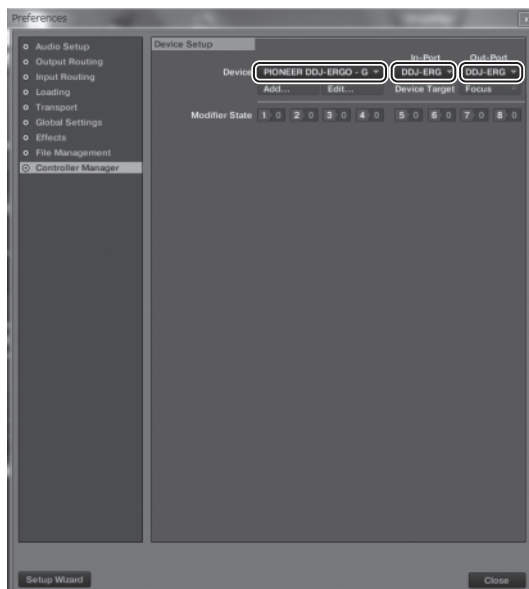 Preferences
x
Audio Setup
Output Routing
Input Routing
Loading
Transport
Global Settings
Effects
File Management
Controller Manager
Device Setup
In-Port Out-Port
Device PIONEER DDJ-ERGO - G DDJ-ERG DDJ-ERG
Add... Edit... Device Target Focus
Modifier State 1 0 2 0 3 0 4 0 5 0 6 0 7 0 8 0
Setup Wizard
Close